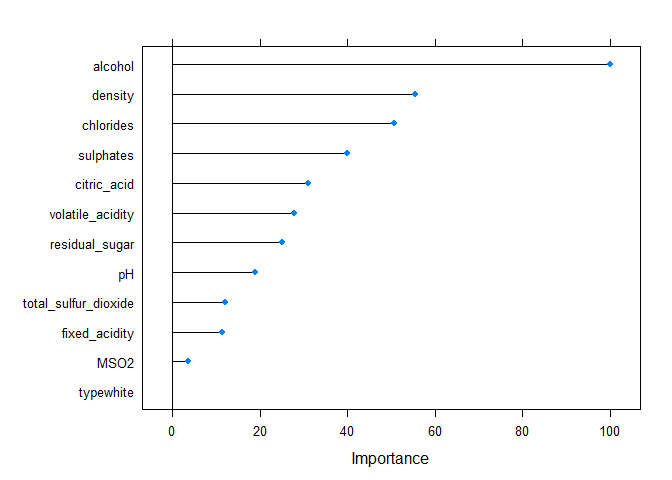 alcohol
density
chlorides
sulphates
citric_acid
volatile_acidity
residual_sugar
pH
total_sulfur_dioxide
fixed_acidity
MSO2
typewhite
0 20 40 60 80 100
Importance